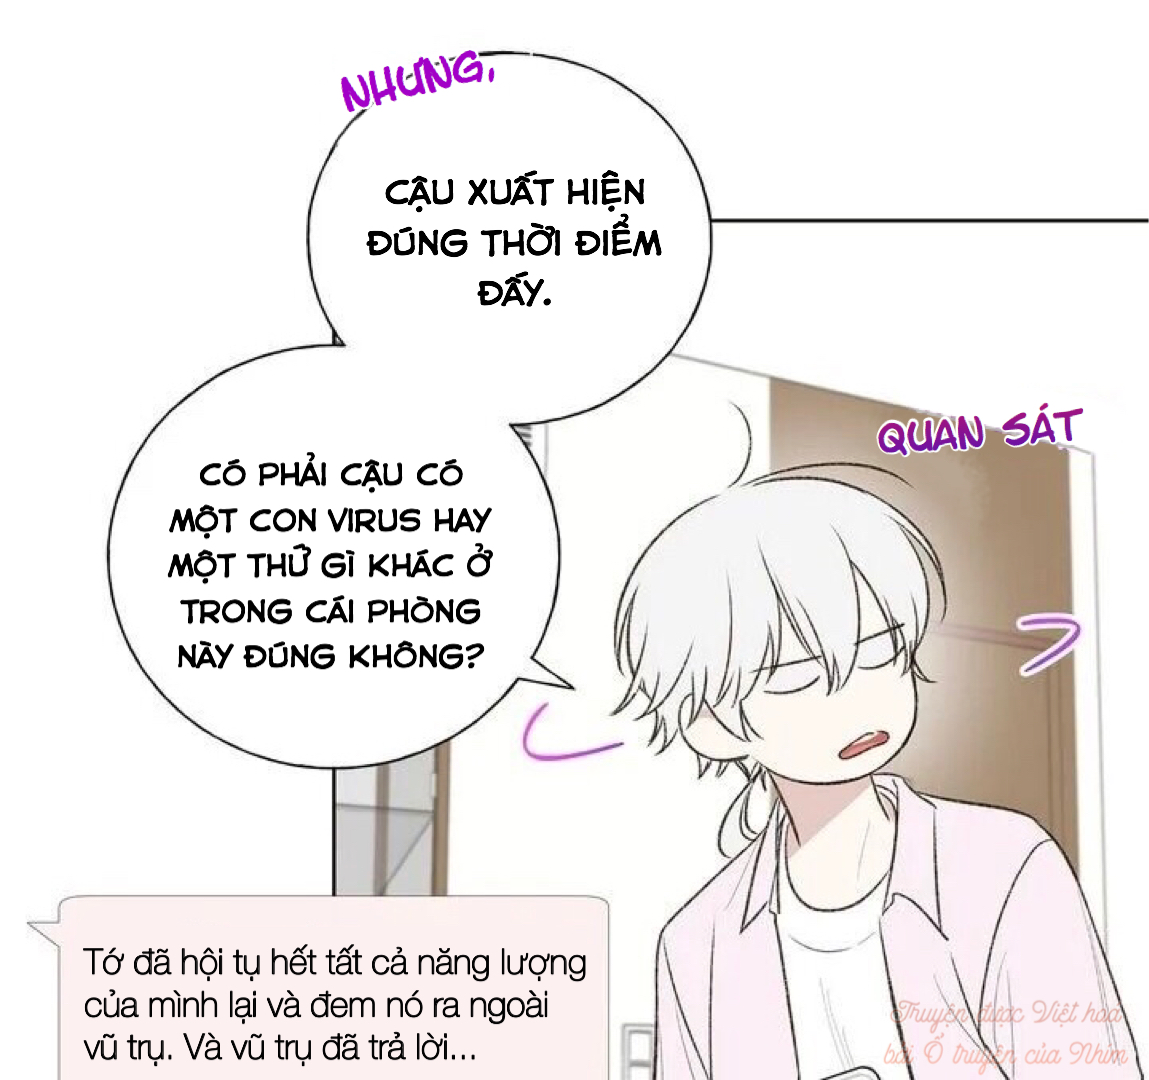 NHƯNG,
CẬU XUẤT HIỆN
ĐÚNG THỜI ĐIỂM
ĐẤY.
QUAN SÁT
CÓ PHẢI CẬU CÓ
MỘT CON VIRUS HAY
MỘT THỨ GÌ KHÁC Ở
TRONG CÁI PHÒNG
NÀY ĐÚNG KHÔNG?
Tớ đã hội tụ hết tất cả năng lượng
của mình lại và đem nó ra ngoài
vũ trụ. Và vũ trụ đã trả lời...
Truyện được Việt hoá
bởi Ổ truyện của Nhím